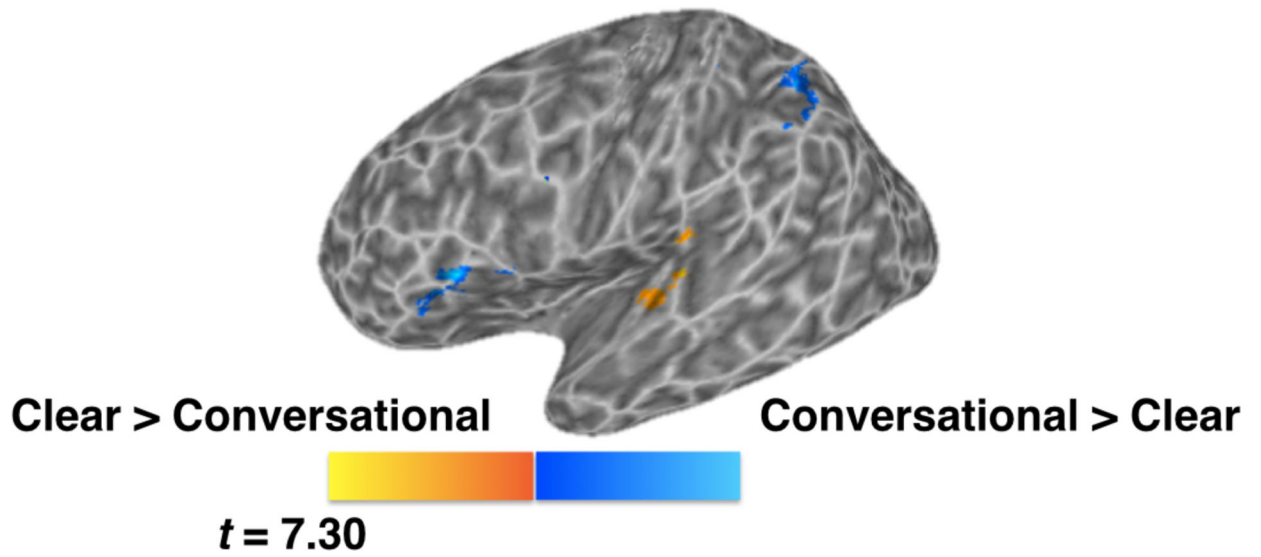 Clear > Conversational
Conversational > Clear
t = 7.30